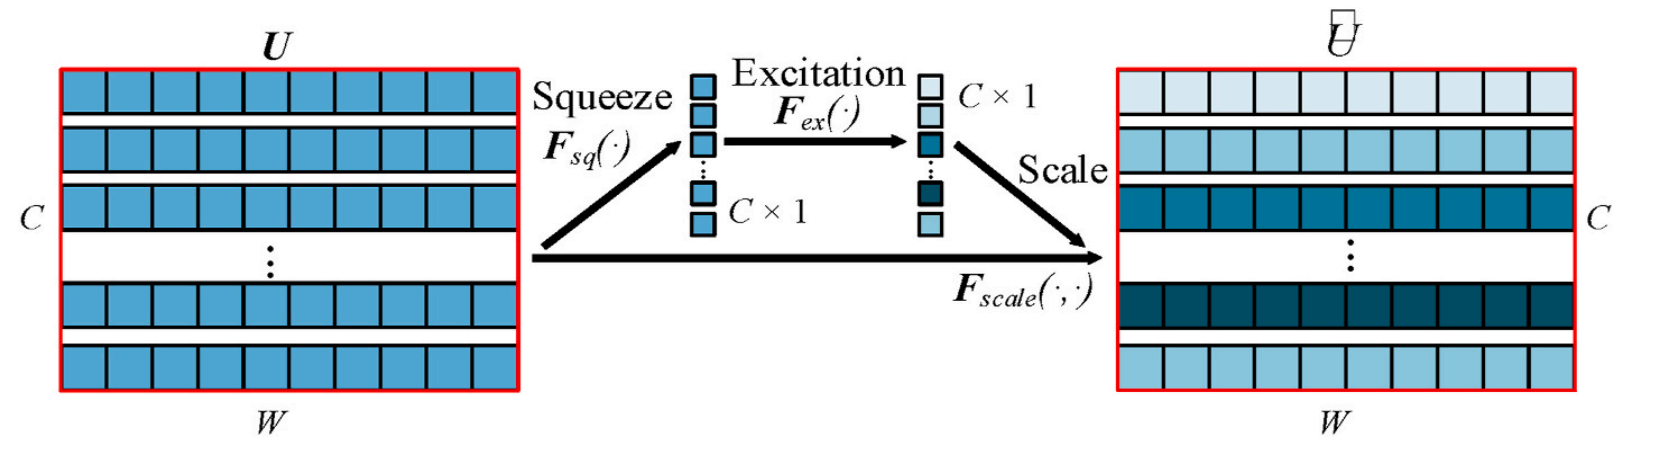 U
Squeeze
F_sq(·)
Excitation
F_ex(·)
C × 1
C × 1
Scale
F_scale(·,·)
U
C
C
W
W